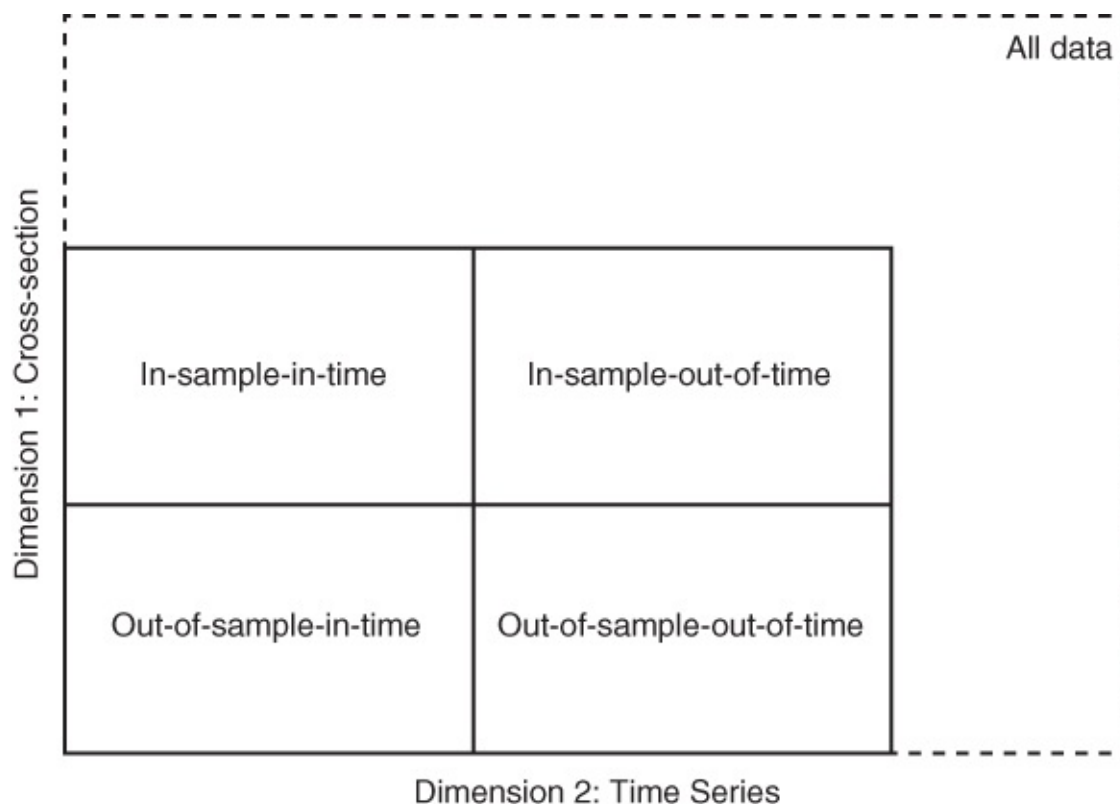 All data
Dimension 1: Cross-section
In-sample-in-time
In-sample-out-of-time
Out-of-sample-in-time
Out-of-sample-out-of-time
Dimension 2: Time Series